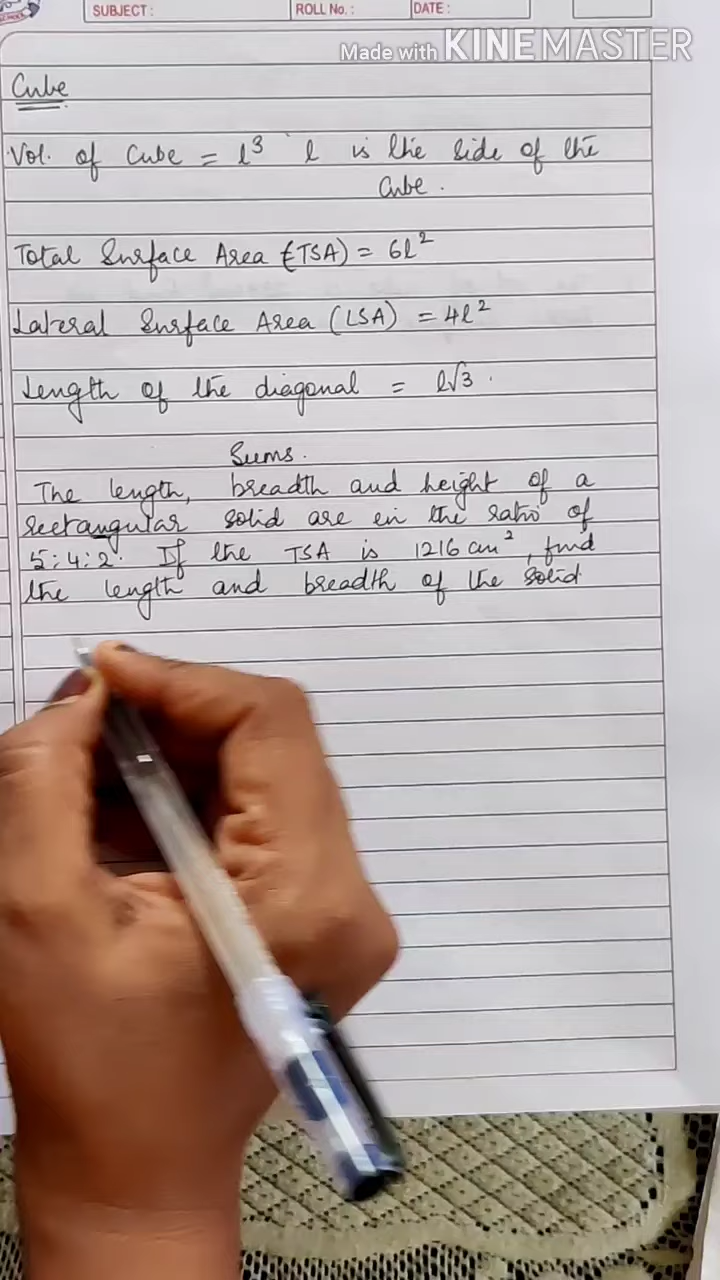 SUBJECT :
ROLL No. :
DATE :
Made with KINEMASTER
Cube
Vol. of Cube = l³ l is the side of the
Cube.
Total Surface Area (TSA) = 6l²
Lateral Surface Area (LSA) = 4l²
Length of the diagonal = l√3.
Sums.
The length, breadth and height of a
rectangular solid are in the ratio of
5:4:2. If the TSA is 1216 cm², find
the length and breadth of the solid